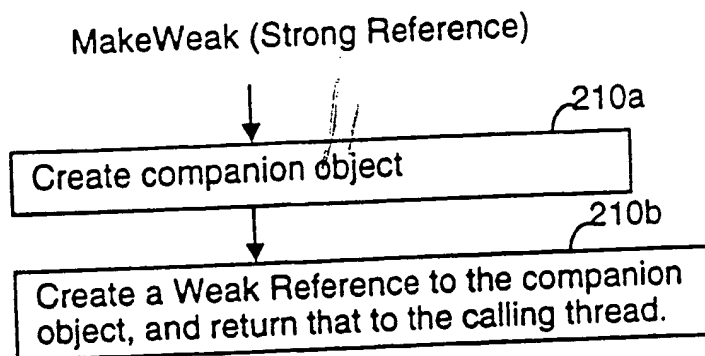 MakeWeak (Strong Reference)
210a
Create companion object
210b
Create a Weak Reference to the companion
object, and return that to the calling thread.